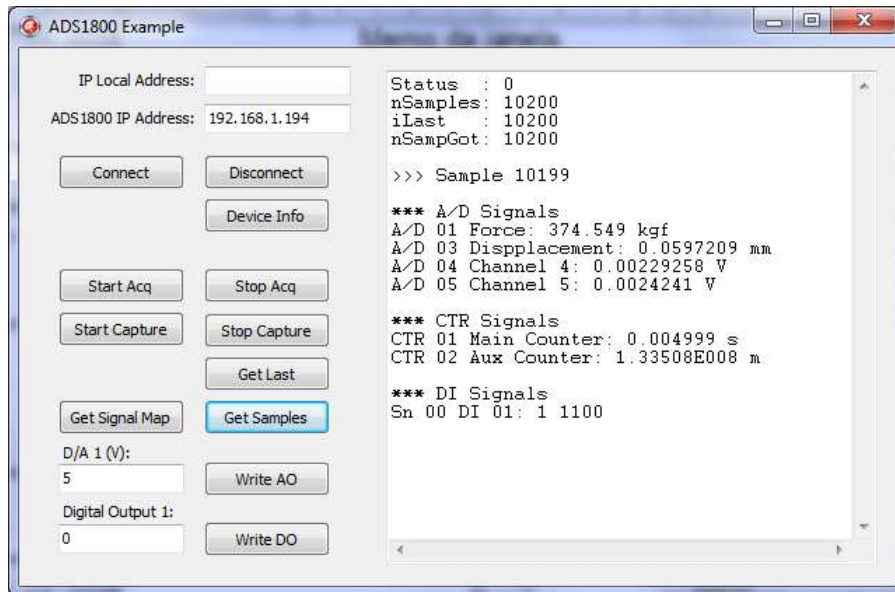 ADS1800 Example
IP Local Address:
ADS1800 IP Address: 192.168.1.194
Connect Disconnect
Device Info
Start Acq Stop Acq
Start Capture Stop Capture
Get Last
Get Signal Map Get Samples
D/A 1 (V):
5 Write AO
Digital Output 1:
0 Write DO
Status : 0
nSamples: 10200
iLast : 10200
nSampGot: 10200
>>> Sample 10199
*** A/D Signals
A/D 01 Force: 374.549 kgf
A/D 03 Dispplacement: 0.0597209 mm
A/D 04 Channel 4: 0.00229258 V
A/D 05 Channel 5: 0.0024241 V
*** CTR Signals
CTR 01 Main Counter: 0.004999 s
CTR 02 Aux Counter: 1.33508E008 m
*** DI Signals
Sn 00 DI 01: 1 1100